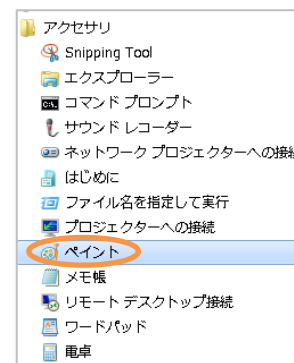 アクセサリ
Snipping Tool
エクスプローラー
コマンド プロンプト
サウンド レコーダー
ネットワーク プロジェクターへの接続
はじめに
ファイル名を指定して実行
プロジェクターへの接続
ペイント
メモ帳
リモート デスクトップ接続
ワードパッド
電卓